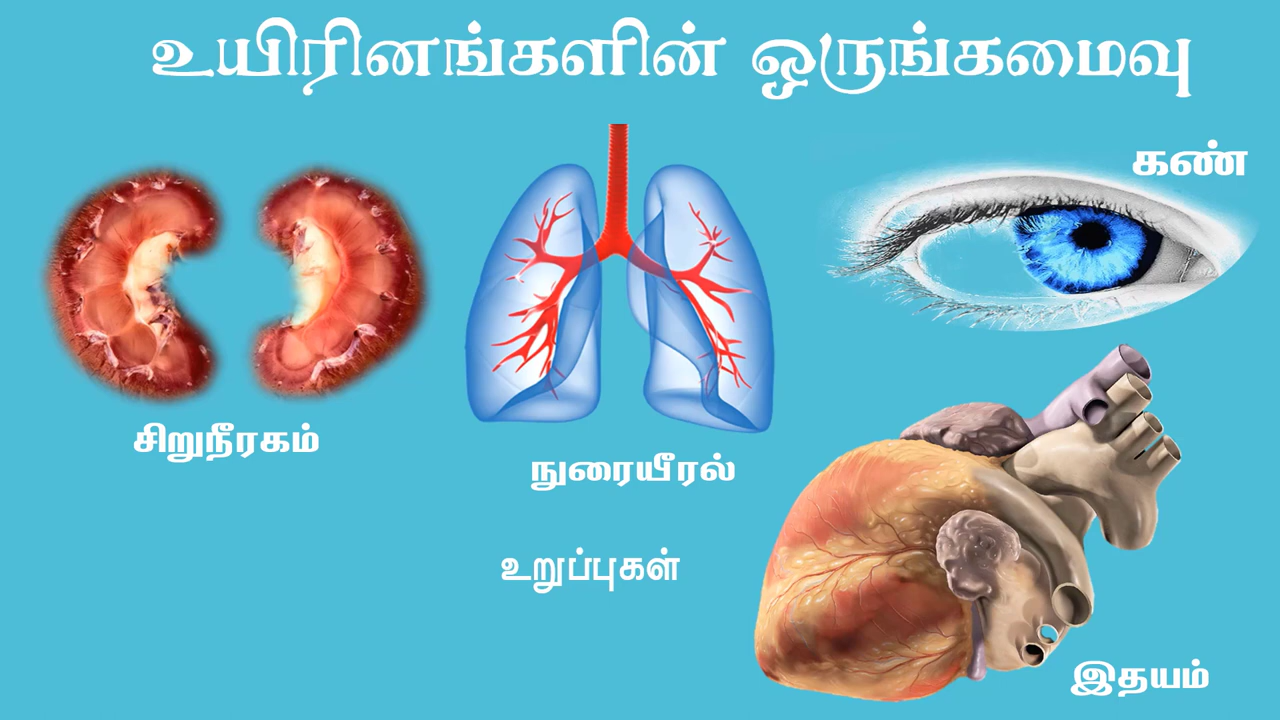 உயிரினங்களின் ஒருங்கமைவு
கண்
சிறுநீரகம்
நுரையீரல்
உறுப்புகள்
இதயம்